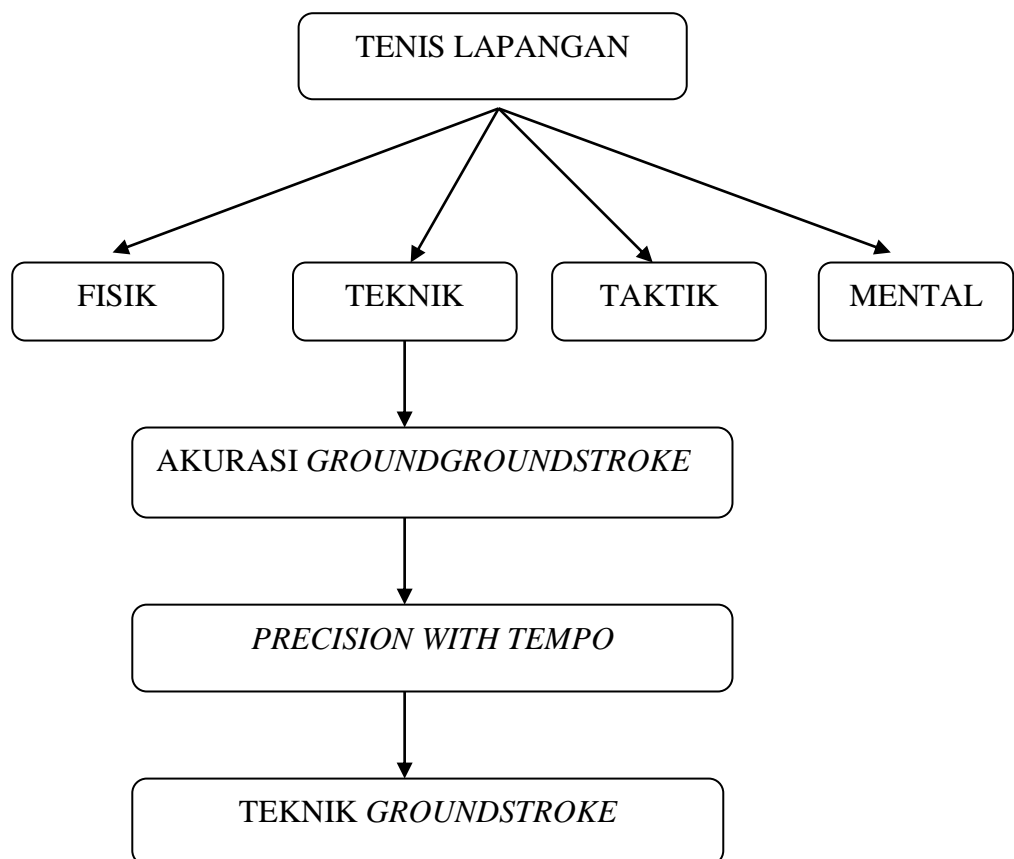 TENIS LAPANGAN
FISIK TEKNIK TAKTIK MENTAL
AKURASI GROUNDGROUNDSTROKE
PRECISION WITH TEMPO
TEKNIK GROUNDSTROKE